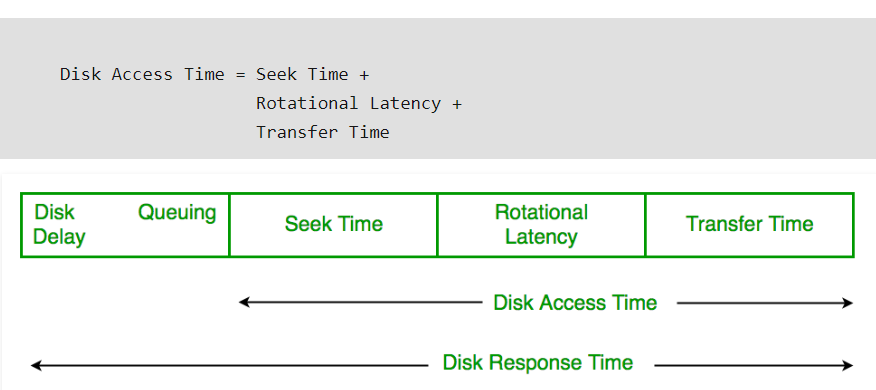 Disk Access Time = Seek Time +
Rotational Latency +
Transfer Time
Disk Queuing
Delay
Seek Time
Rotational
Latency
Transfer Time
Disk Access Time
Disk Response Time